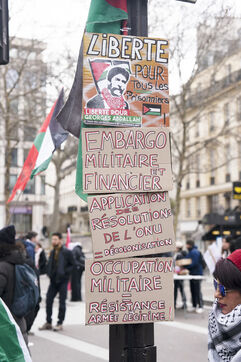 LIBERTÉ
POUR
tous les
Prisonniers
LIBERTÉ POUR
GEORGES ABDALLAH
EMBARGO
MILITAIRE
ET
FINANCIER
APPLICATION
DES
RÉSOLUTIONS
DE L'ONU
= DÉCOLONISATION
OCCUPATION
MILITAIRE
=
RÉSISTANCE
ARMÉE LÉGITIME